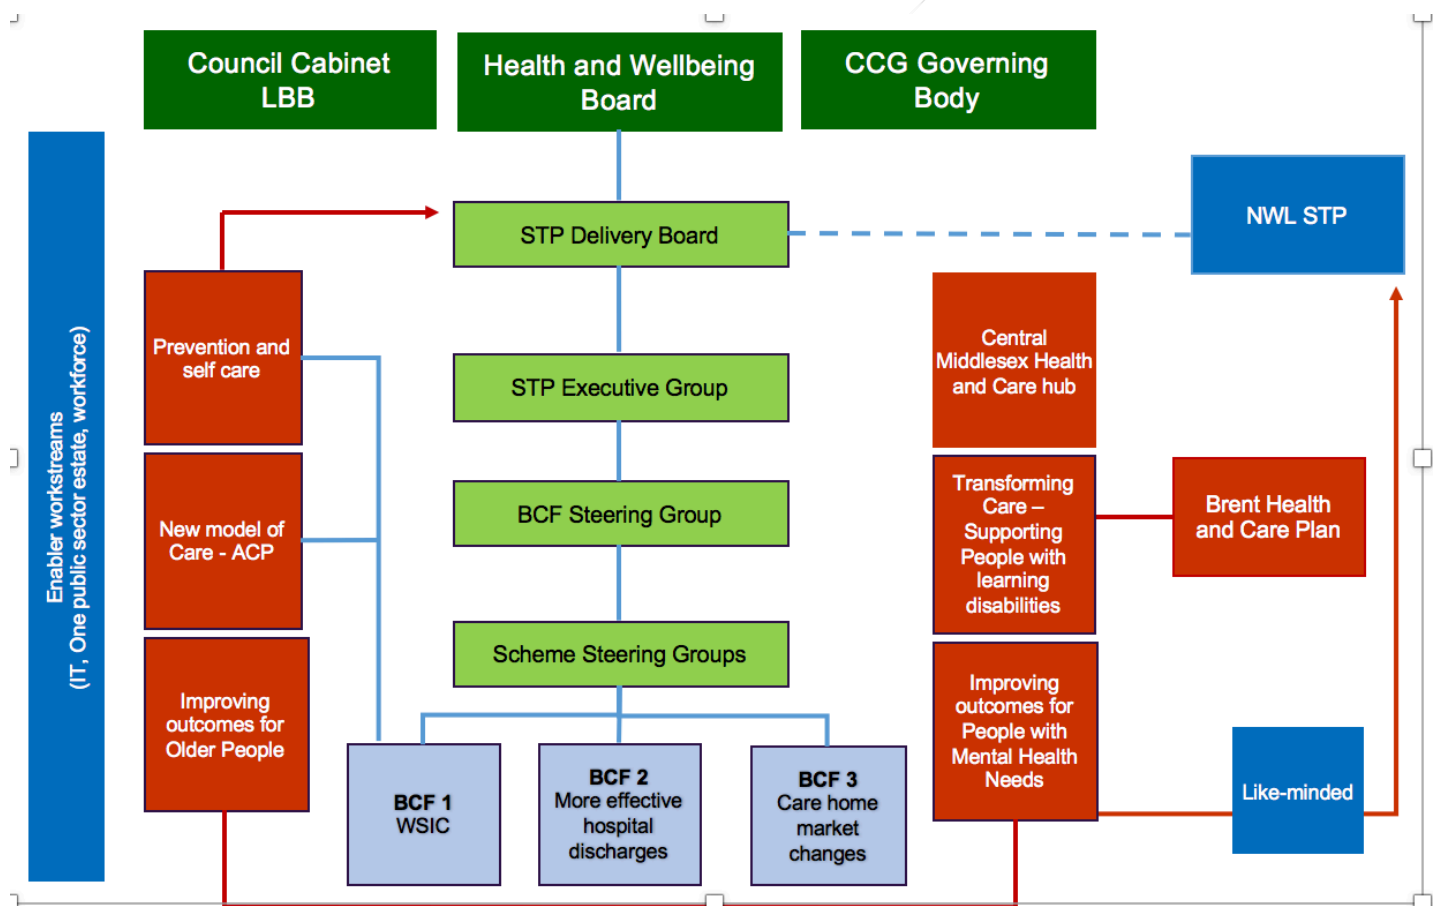 Council Cabinet
LBB
Health and Wellbeing
Board
CCG Governing
Body
Enabler workstreams
(IT, One public sector estate, workforce)
STP Delivery Board
NWL STP
Prevention and
self care
STP Executive Group
Central
Middlesex Health
and Care hub
New model of
Care - ACP
BCF Steering Group
Transforming
Care –
Supporting
People with
learning
disabilities
Brent Health
and Care Plan
Improving
outcomes for
Older People
Scheme Steering Groups
Improving
outcomes for
People with
Mental Health
Needs
Like-minded
BCF 1
WSIC
BCF 2
More effective
hospital
discharges
BCF 3
Care home
market
changes